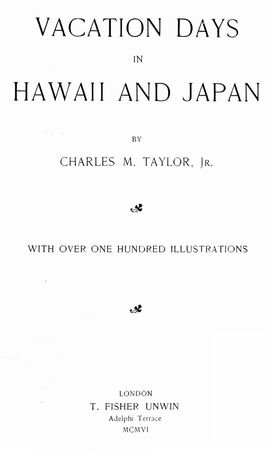 VACATION DAYS
IN
HAWAII AND JAPAN
BY
CHARLES M. TAYLOR, JR.
WITH OVER ONE HUNDRED ILLUSTRATIONS
LONDON
T. FISHER UNWIN
Adelphi Terrace
MCMVI